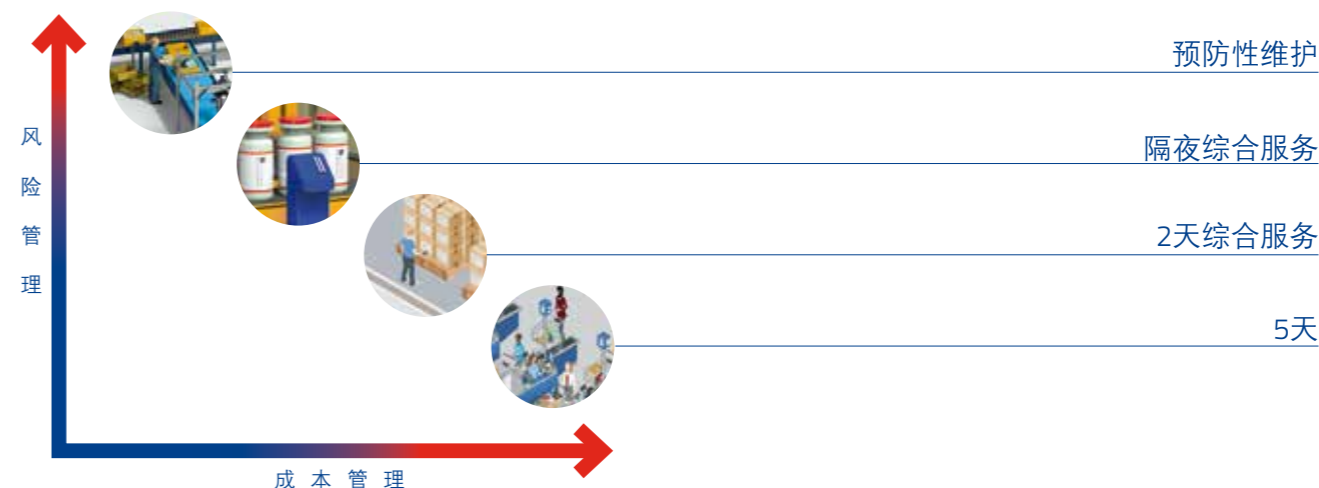 预防性维护
隔夜综合服务
2天综合服务
5天
风险管理
成本管理